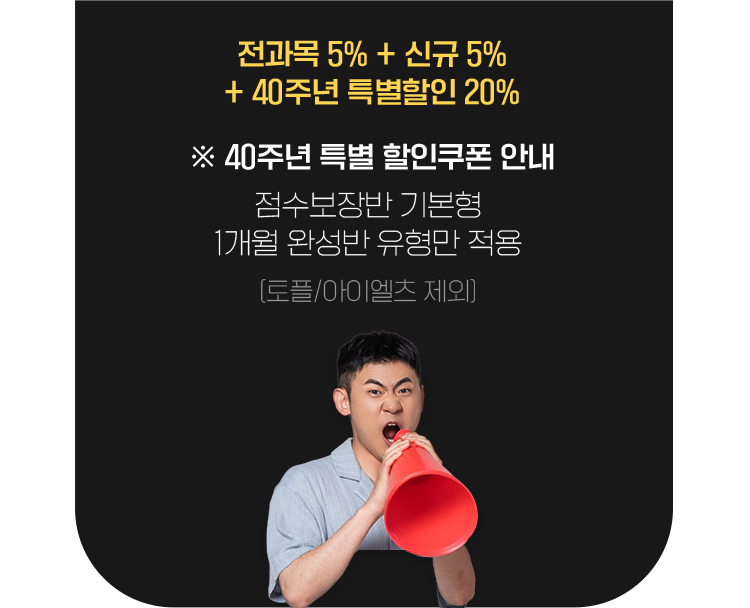 전과목 5% + 신규 5%
+ 40주년 특별할인 20%
※ 40주년 특별 할인쿠폰 안내
점수보장반 기본형
1개월 완성반 유형만 적용
(토플/아이엘츠 제외)